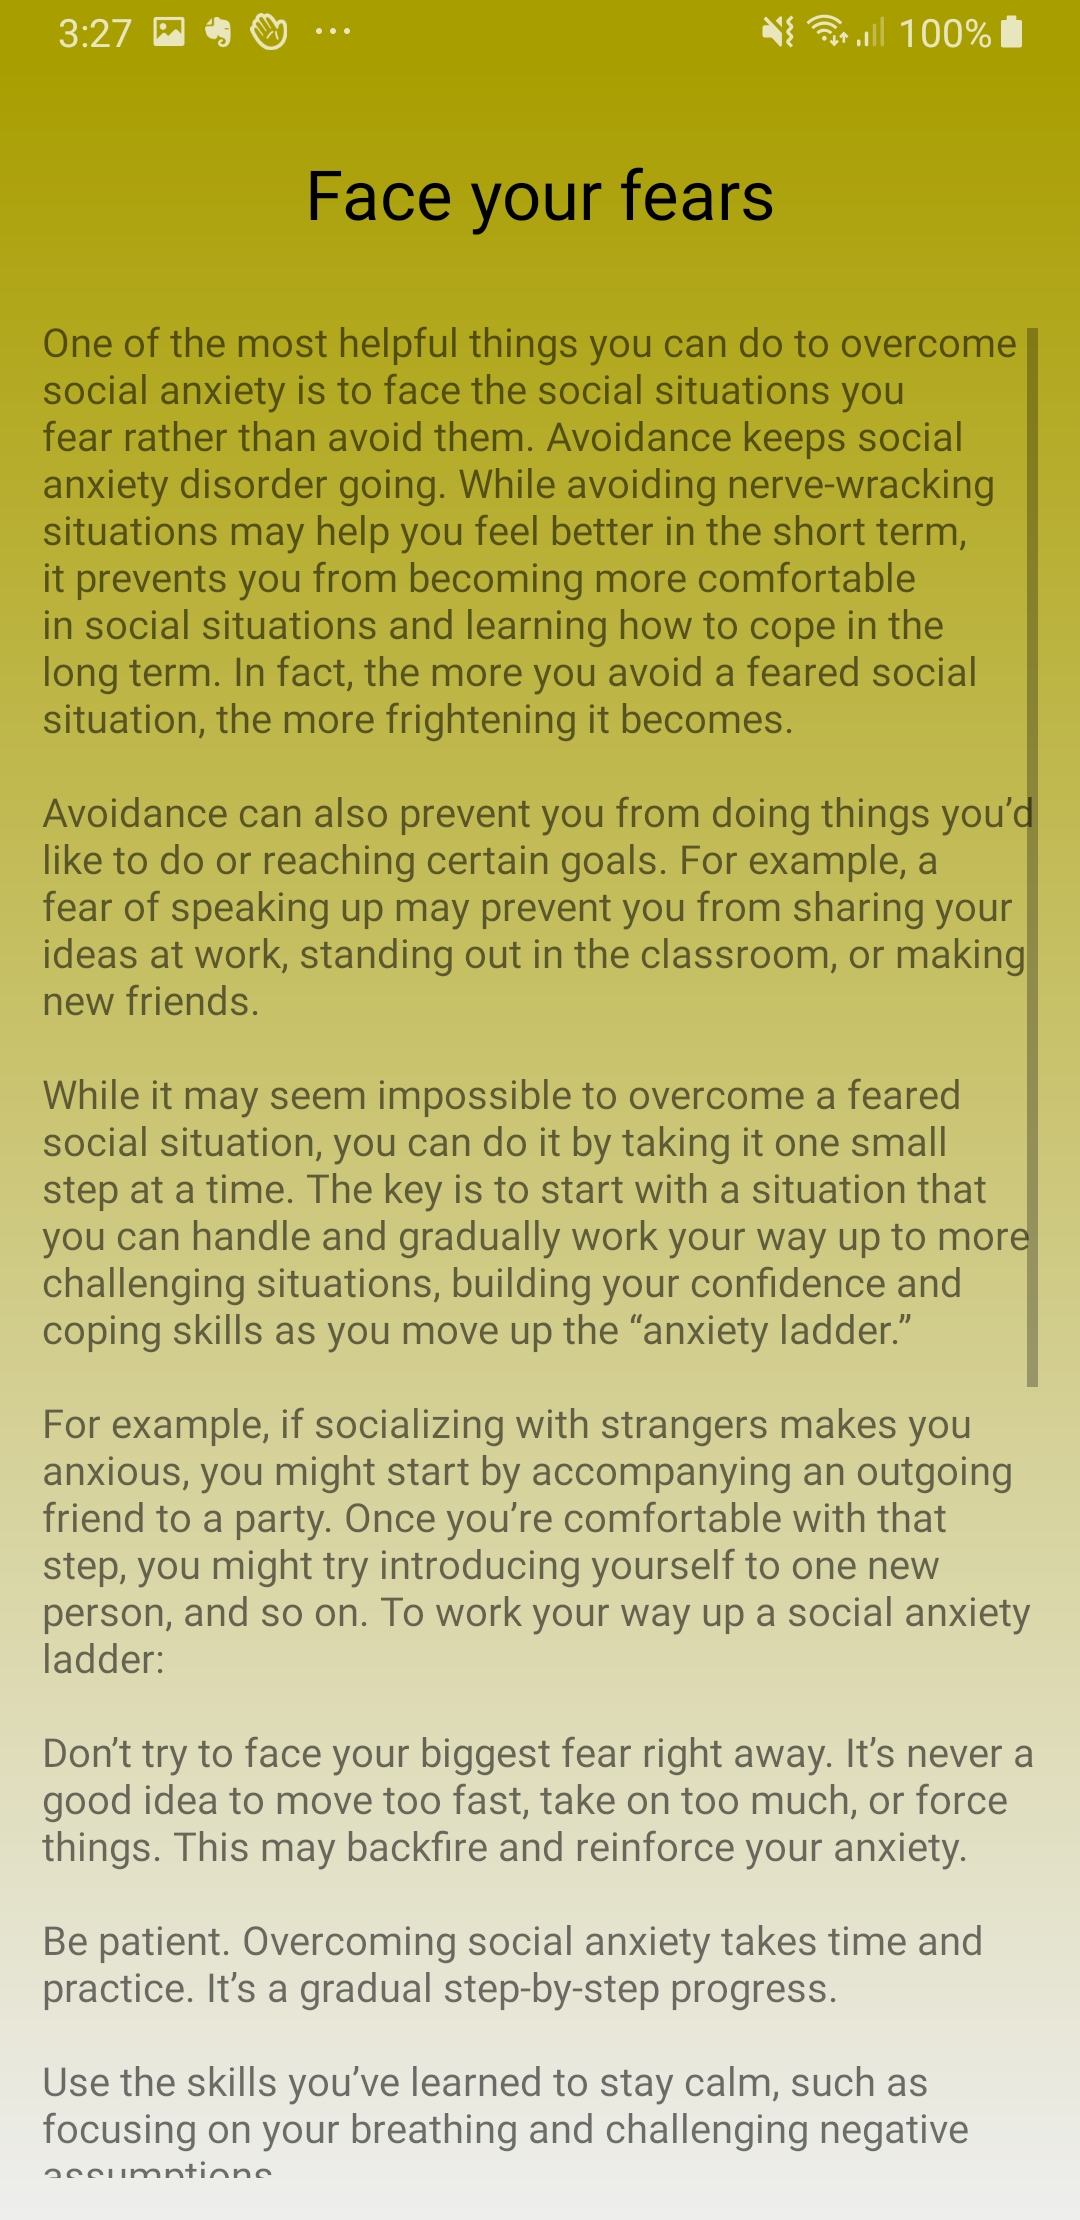 3:27
100%
Face your fears
One of the most helpful things you can do to overcome
social anxiety is to face the social situations you
fear rather than avoid them. Avoidance keeps social
anxiety disorder going. While avoiding nerve-wracking
situations may help you feel better in the short term,
it prevents you from becoming more comfortable
in social situations and learning how to cope in the
long term. In fact, the more you avoid a feared social
situation, the more frightening it becomes.
Avoidance can also prevent you from doing things you’d
like to do or reaching certain goals. For example, a
fear of speaking up may prevent you from sharing your
ideas at work, standing out in the classroom, or making
new friends.
While it may seem impossible to overcome a feared
social situation, you can do it by taking it one small
step at a time. The key is to start with a situation that
you can handle and gradually work your way up to more
challenging situations, building your confidence and
coping skills as you move up the “anxiety ladder.”
For example, if socializing with strangers makes you
anxious, you might start by accompanying an outgoing
friend to a party. Once you’re comfortable with that
step, you might try introducing yourself to one new
person, and so on. To work your way up a social anxiety
ladder:
Don’t try to face your biggest fear right away. It’s never a
good idea to move too fast, take on too much, or force
things. This may backfire and reinforce your anxiety.
Be patient. Overcoming social anxiety takes time and
practice. It’s a gradual step-by-step progress.
Use the skills you’ve learned to stay calm, such as
focusing on your breathing and challenging negative
assumptions.